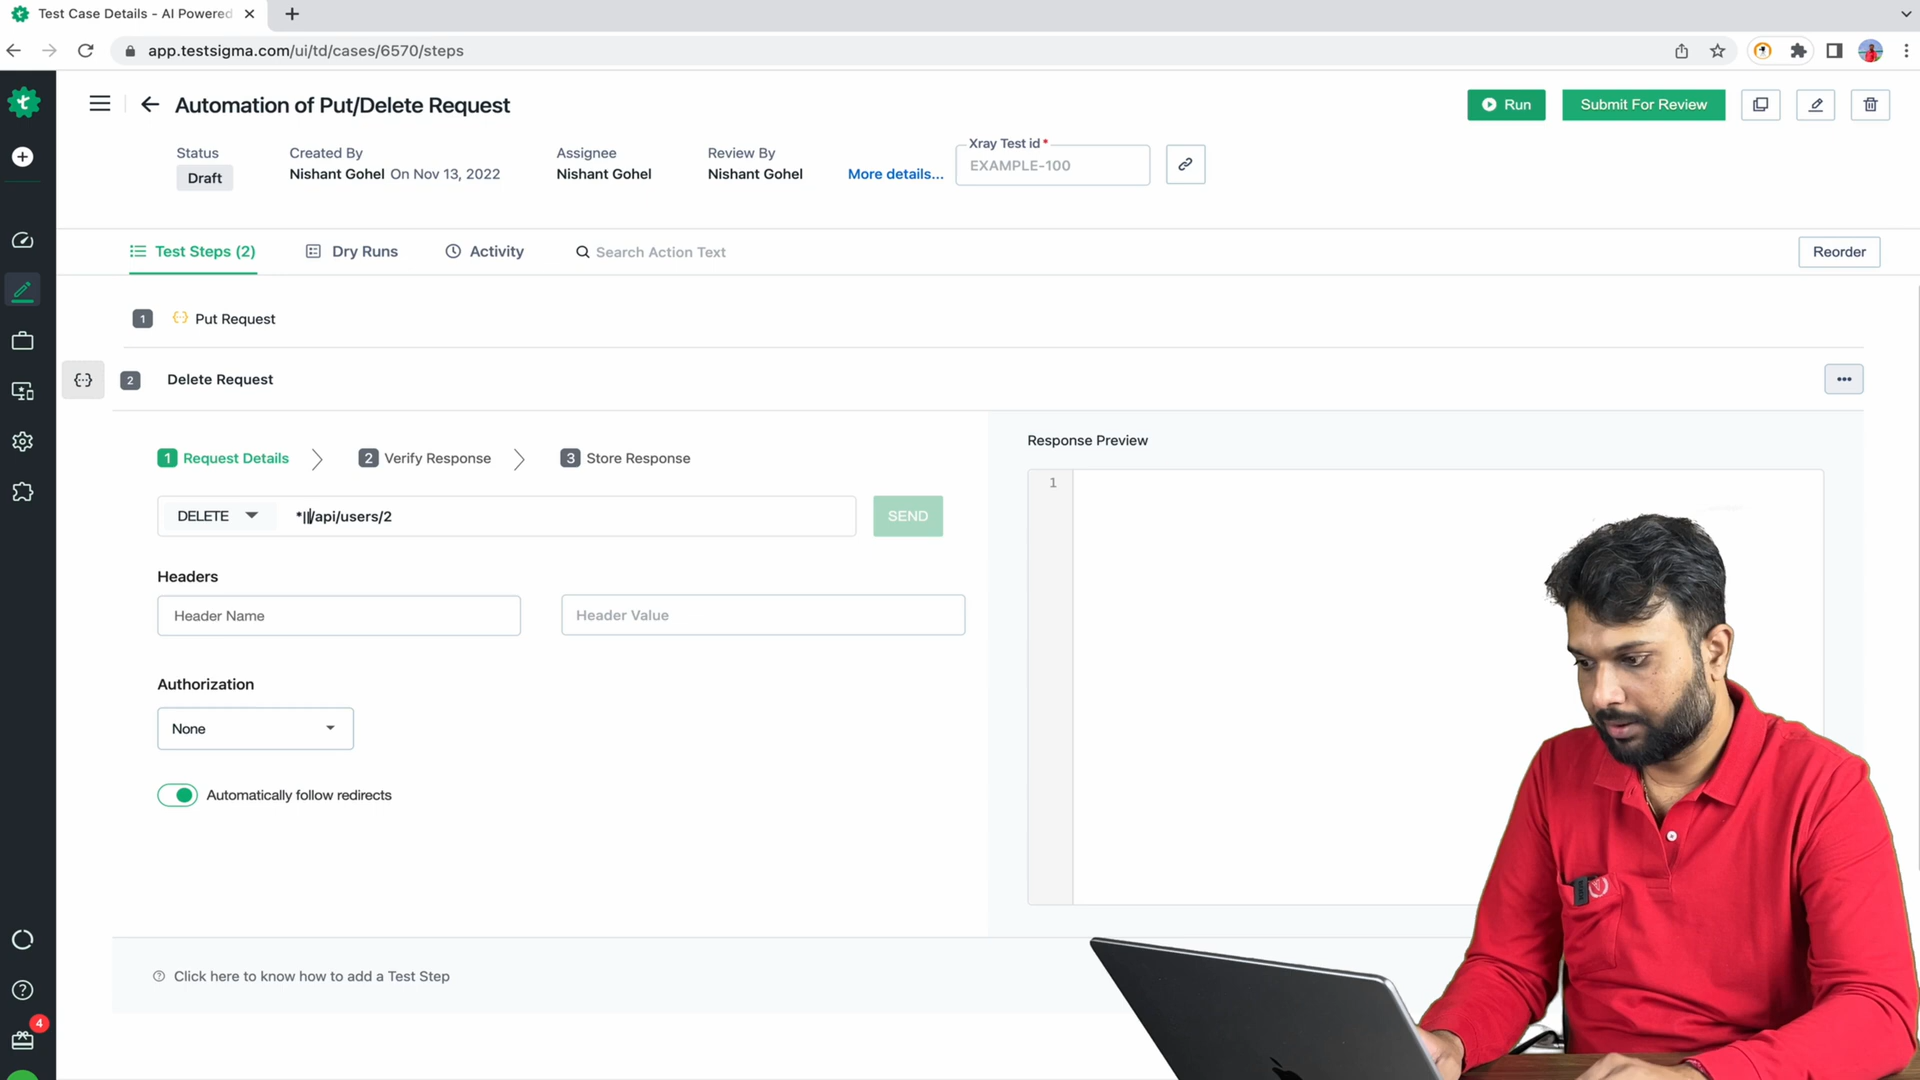 Test Case Details - AI Powered
app.testsigma.com/ui/td/cases/6570/steps
Automation of Put/Delete Request
Run
Submit For Review
Status
Draft
Created By
Nishant Gohel On Nov 13, 2022
Assignee
Nishant Gohel
Review By
Nishant Gohel
More details...
Xray Test id *
EXAMPLE-100
Test Steps (2)
Dry Runs
Activity
Search Action Text
Reorder
1 {··} Put Request
{··} 2 Delete Request
1 Request Details
2 Verify Response
3 Store Response
DELETE
*||/api/users/2
SEND
Headers
Header Name
Header Value
Authorization
None
Automatically follow redirects
Response Preview
1
Click here to know how to add a Test Step
4